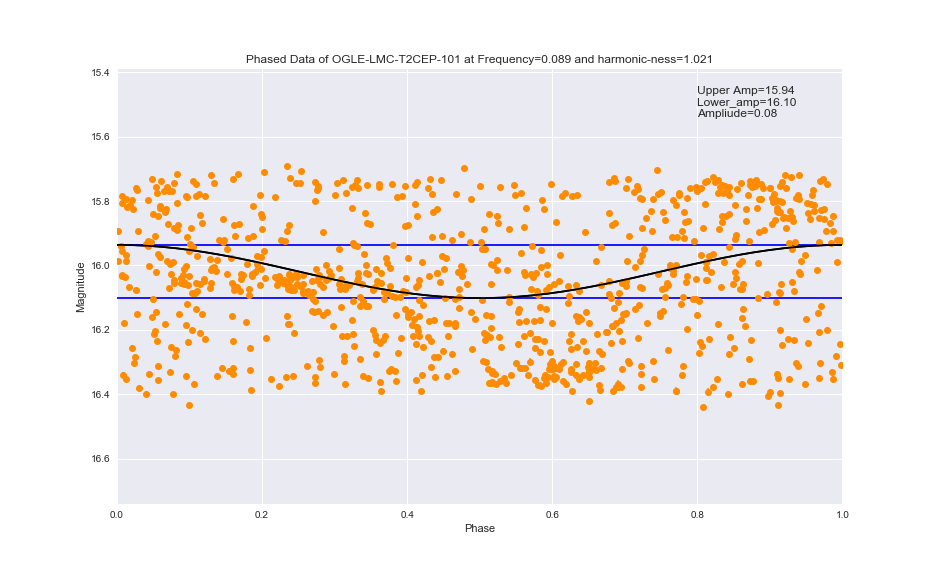 Phased Data of OGLE-LMC-T2CEP-101 at Frequency=0.089 and harmonic-ness=1.021
Upper Amp=15.94
Lower_amp=16.10
Ampliude=0.08
15.4
15.6
15.8
16.0
16.2
16.4
16.6
Magnitude
0.0
0.2
0.4
0.6
0.8
1.0
Phase